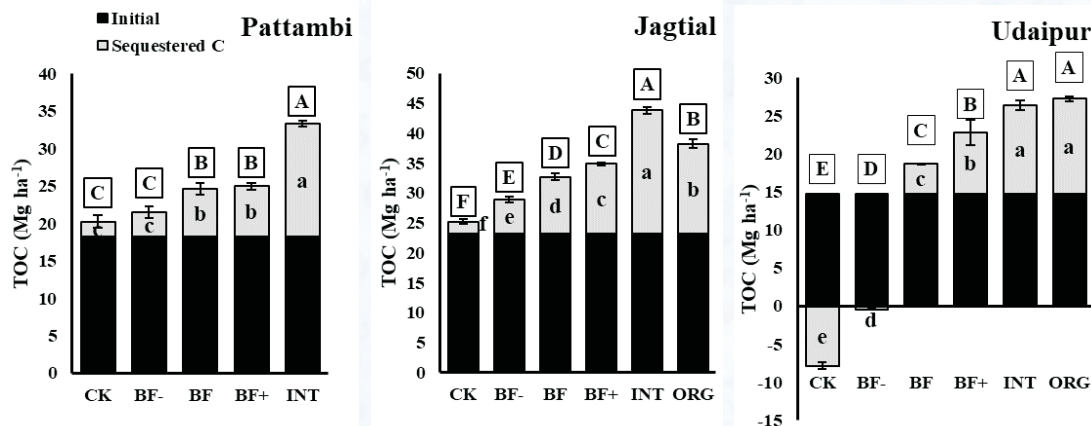 Initial
Sequestered C
Pattambi
TOC (Mg ha⁻¹)
40
35
30
25
20
15
10
5
0
C
C
B
B
A
c
c
b
b
a
CK BF- BF BF+ INT
Jagtial
TOC (Mg ha⁻¹)
50
45
40
35
30
25
20
15
10
5
0
F
E
D
C
A
B
f
e
d
c
a
b
CK BF- BF BF+ INT ORG
Udaipur
TOC (Mg ha⁻¹)
30
25
20
15
10
5
0
-5
-10
-15
E
D
C
B
A
A
e
d
c
b
a
a
CK BF- BF BF+ INT ORG